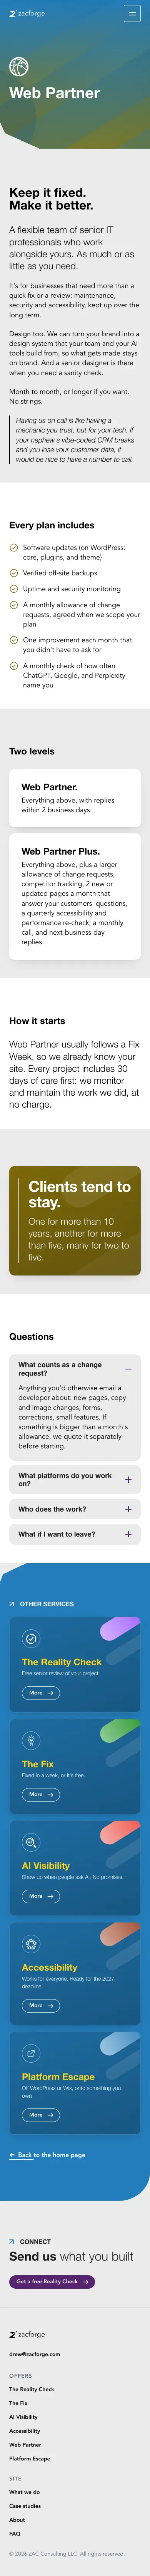 zacforge
Web Partner
Keep it fixed.
Make it better.
A flexible team of senior IT
professionals who work
alongside yours. As much or as
little as you need.
It's for businesses that need more than a
quick fix or a review: maintenance,
security and accessibility, kept up over the
long term.
Design too. We can turn your brand into a
design system that your team and your AI
tools build from, so what gets made stays
on brand. And a senior designer is there
when you need a sanity check.
Month to month, or longer if you want.
No strings.
Having us on call is like having a
mechanic you trust, but for your tech. If
your nephew's vibe-coded CRM breaks
and you lose your customer data, it
would be nice to have a number to call.
Every plan includes
Software updates (on WordPress:
core, plugins, and theme)
Verified off-site backups
Uptime and security monitoring
A monthly allowance of change
requests, agreed when we scope your
plan
One improvement each month that
you didn't have to ask for
A monthly check of how often
ChatGPT, Google, and Perplexity
name you
Two levels
Web Partner.
Everything above, with replies
within 2 business days.
Web Partner Plus.
Everything above, plus a larger
allowance of change requests,
competitor tracking, 2 new or
updated pages a month that
answer your customers' questions,
a quarterly accessibility and
performance re-check, a monthly
call, and next-business-day
replies.
How it starts
Web Partner usually follows a Fix
Week, so we already know your
site. Every project includes 30
days of care first: we monitor
and maintain the work we did, at
no charge.
Clients tend to
stay.
One for more than 10
years, another for more
than five, many for two to
five.
Questions
What counts as a change
request?
Anything you'd otherwise email a
developer about: new pages, copy
and image changes, forms,
corrections, small features. If
something is bigger than a month's
allowance, we quote it separately
before starting.
What platforms do you work
on?
Who does the work?
What if I want to leave?
OTHER SERVICES
The Reality Check
Free senior review of your project
More
The Fix
Fixed in a week, or it's free.
More
AI Visibility
Show up when people ask AI. No promises.
More
Accessibility
Works for everyone. Ready for the 2027
deadline.
More
Platform Escape
Off WordPress or Wix, onto something you
own
More
Back to the home page
CONNECT
Send us what you built
Get a free Reality Check
zacforge
drew@zacforge.com
OFFERS
The Reality Check
The Fix
AI Visibility
Accessibility
Web Partner
Platform Escape
SITE
What we do
Case studies
About
FAQ
© 2026 ZAC Consulting LLC. All rights reserved.